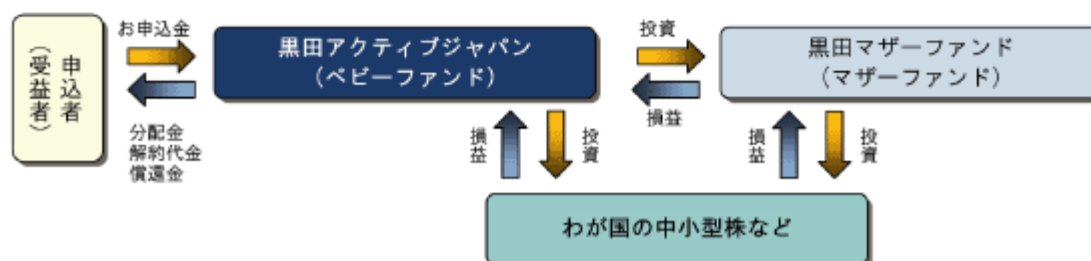 申込者
（受益者）
お申込金
分配金
解約代金
償還金
黒田アクティブジャパン
（ベビーファンド）
投資
損益
黒田マザーファンド
（マザーファンド）
損益
投資
損益
投資
わが国の中小型株など